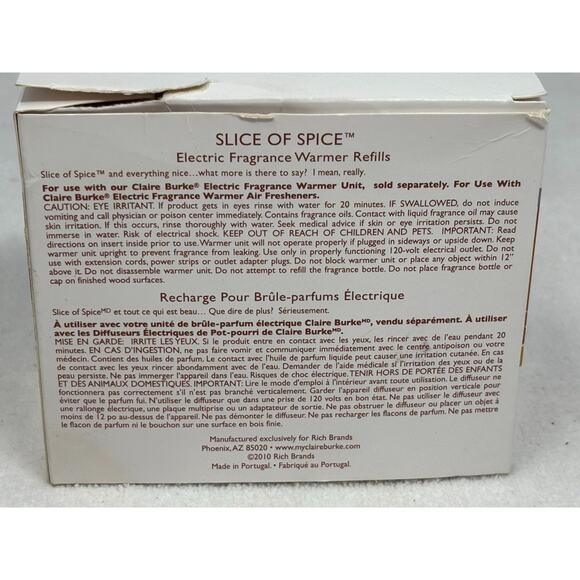 SLICE OF SPICE™
Electric Fragrance Warmer Refills
Slice of Spice™ and everything nice...what more is there to say? I mean, really.
For use with our Claire Burke® Electric Fragrance Warmer Unit, sold separately. For Use With
Claire Burke® Electric Fragrance Warmer Air Fresheners.
CAUTION: EYE IRRITANT. If product gets in eyes rinse with water for 20 minutes. IF SWALLOWED, do not induce
vomiting and call physician or poison center immediately. Contains fragrance oils. Contact with liquid fragrance oil may cause
skin irritation. If this occurs, rinse thoroughly with water. Seek medical advice if skin or eye irritation persists. Do not
immerse in water. Risk of electrical shock. KEEP OUT OF REACH OF CHILDREN AND PETS. IMPORTANT: Read
directions on insert inside prior to use. Warmer unit will not operate properly if plugged in sideways or upside down. Keep
warmer unit upright to prevent fragrance from leaking. Use only in properly functioning 120-volt electrical outlet. Do not
use with extension cords, power strips or outlet adapter plugs. Do not block warmer unit or place any object within 12"
above it. Do not disassemble warmer unit. Do not attempt to refill the fragrance bottle. Do not place fragrance bottle or
cap on finished wood surfaces.
Recharge Pour Brûle-parfums Électrique
Slice of Spice MD et tout ce qui est beau... Que dire de plus? Sérieusement.
À utiliser avec votre unité de brûle-parfum électrique Claire Burke MD, vendu séparément. À utiliser
avec les Diffuseurs Électriques de Pot-pourri de Claire Burke MD.
MISE EN GARDE: IRRITE LES YEUX. Si le produit entre en contact avec les yeux, les rincer avec de l'eau pendant 20
minutes. EN CAS D'INGESTION, ne pas faire vomir et communiquer immédiatement avec le centre antipoison ou votre
médecin. Contient des huiles de parfum. Le contact avec l'huile de parfum liquide peut causer une irritation cutanée. En cas
de contact avec les yeux rincer abondamment avec de l'eau. Demander de l'aide médicale si l'irritation cutanée ou des
yeux persiste. Ne pas immerger l'appareil dans l'eau. Risques de choc électrique. TENIR HORS DE PORTÉE DES ENFANTS
ET DES ANIMAUX DOMESTIQUES. IMPORTANT: Lire le mode d'emploi à l'intérieur avant toute utilisation. Le diffuseur ne
fonctionnera pas correctement s'il n'est pas branché verticalement. Garder l'appareil diffuseur en position verticale pour
éviter que le parfum fui. N'utiliser le diffuseur que dans une prise de 120 volts en bon état. Ne pas utiliser l'appareil avec
une rallonge électrique, une plaque multiprise ou un adaptateur de sortie. Ne pas obstruer le diffuseur ou placer un objet à
moins de 12 po au-dessus de l'appareil. Ne pas démonter le diffuseur. Ne pas recharger les flacons de parfum. Ne pas mettre
le flacon de parfum ni le bouchon sur une surface en bois finie.
Manufactured exclusively for Rich Brands
Phoenix, AZ 85020 • www.myclaireburke.com
©2010 Rich Brands
Made in Portugal. • Fabriqué au Portugal.